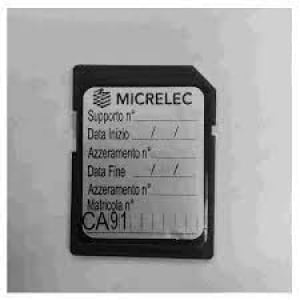 MICRELEC
Supporto n°
Data Inizio / /
Azzeramento n°
Data Fine / /
Azzeramento n°
Matricola n°
CA91